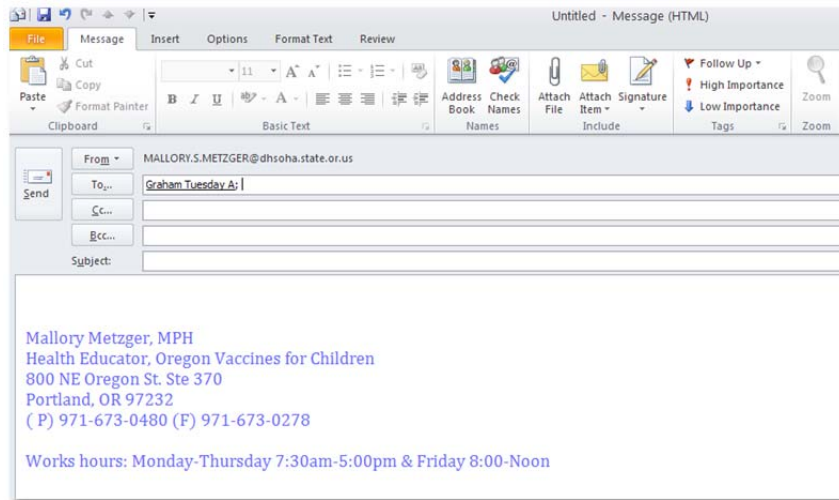 Untitled - Message (HTML)
File Message Insert Options Format Text Review
Paste
Cut
Copy
Format Painter
Clipboard
11 A A
B I U ab A
Basic Text
Address Book
Check Names
Names
Attach File
Attach Item
Signature
Include
Follow Up
High Importance
Low Importance
Tags
Zoom
Zoom
Send
From MALLORY.S.METZGER@dhsoha.state.or.us
To... Graham Tuesday A;
Cc...
Bcc...
Subject:
Mallory Metzger, MPH
Health Educator, Oregon Vaccines for Children
800 NE Oregon St. Ste 370
Portland, OR 97232
( P) 971-673-0480 (F) 971-673-0278
Works hours: Monday-Thursday 7:30am-5:00pm & Friday 8:00-Noon